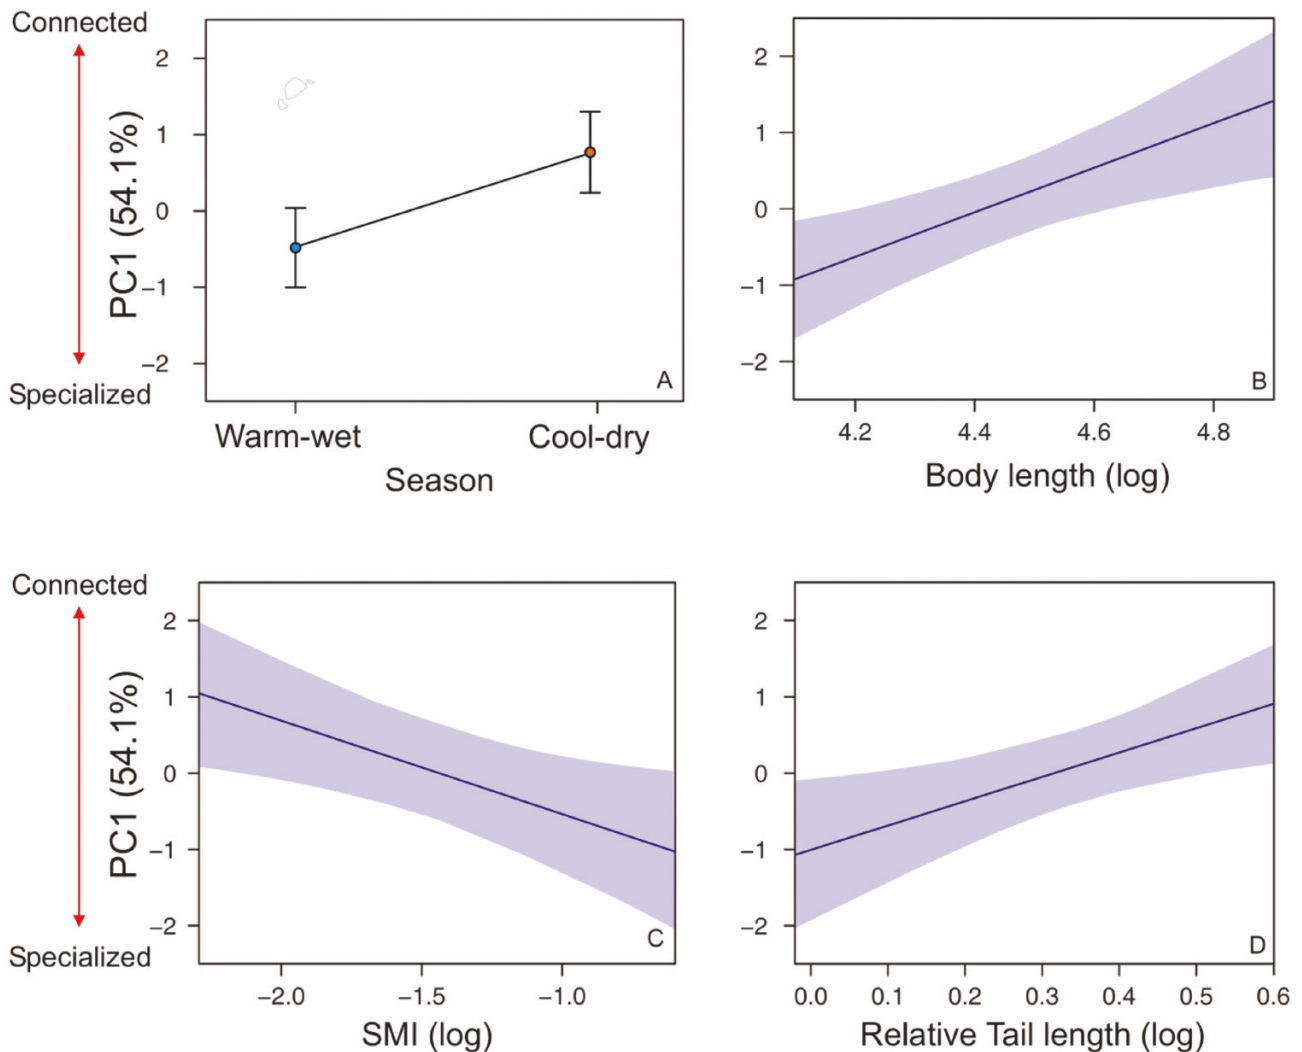 Connected
PC1 (54.1%)
Specialized
2
1
0
−1
−2
A
Warm-wet
Cool-dry
Season
2
1
0
−1
−2
B
4.2
4.4
4.6
4.8
Body length (log)
Connected
PC1 (54.1%)
Specialized
2
1
0
−1
−2
C
−2.0
−1.5
−1.0
SMI (log)
2
1
0
−1
−2
D
0.0
0.1
0.2
0.3
0.4
0.5
0.6
Relative Tail length (log)